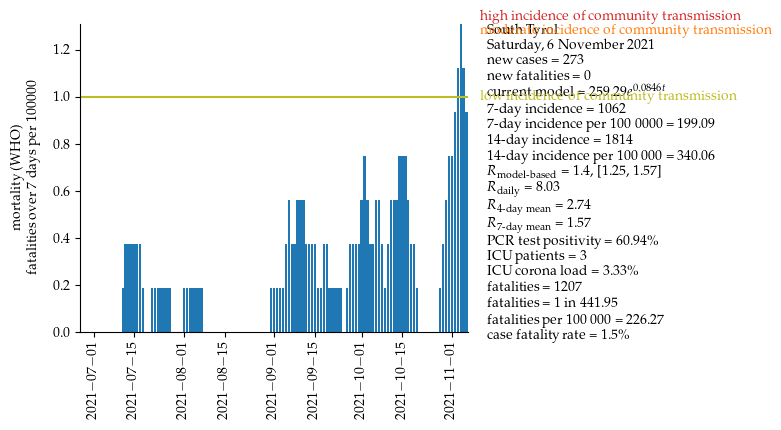 high incidence of community transmission
moderate incidence of community transmission
South Tyrol
Saturday, 6 November 2021
new cases = 273
new fatalities = 0
current model = 259.29e^0.0846t
low incidence of community transmission
7-day incidence = 1062
7-day incidence per 100 0000 = 199.09
14-day incidence = 1814
14-day incidence per 100 000 = 340.06
R_model-based = 1.4, [1.25, 1.57]
R_daily = 8.03
R_4-day mean = 2.74
R_7-day mean = 1.57
PCR test positivity = 60.94%
ICU patients = 3
ICU corona load = 3.33%
fatalities = 1207
fatalities = 1 in 441.95
fatalities per 100 000 = 226.27
case fatality rate = 1.5%
mortality (WHO)
fatalities over 7 days per 100000
1.2
1.0
0.8
0.6
0.4
0.2
0.0
2021−07−01
2021−07−15
2021−08−01
2021−08−15
2021−09−01
2021−09−15
2021−10−01
2021−10−15
2021−11−01